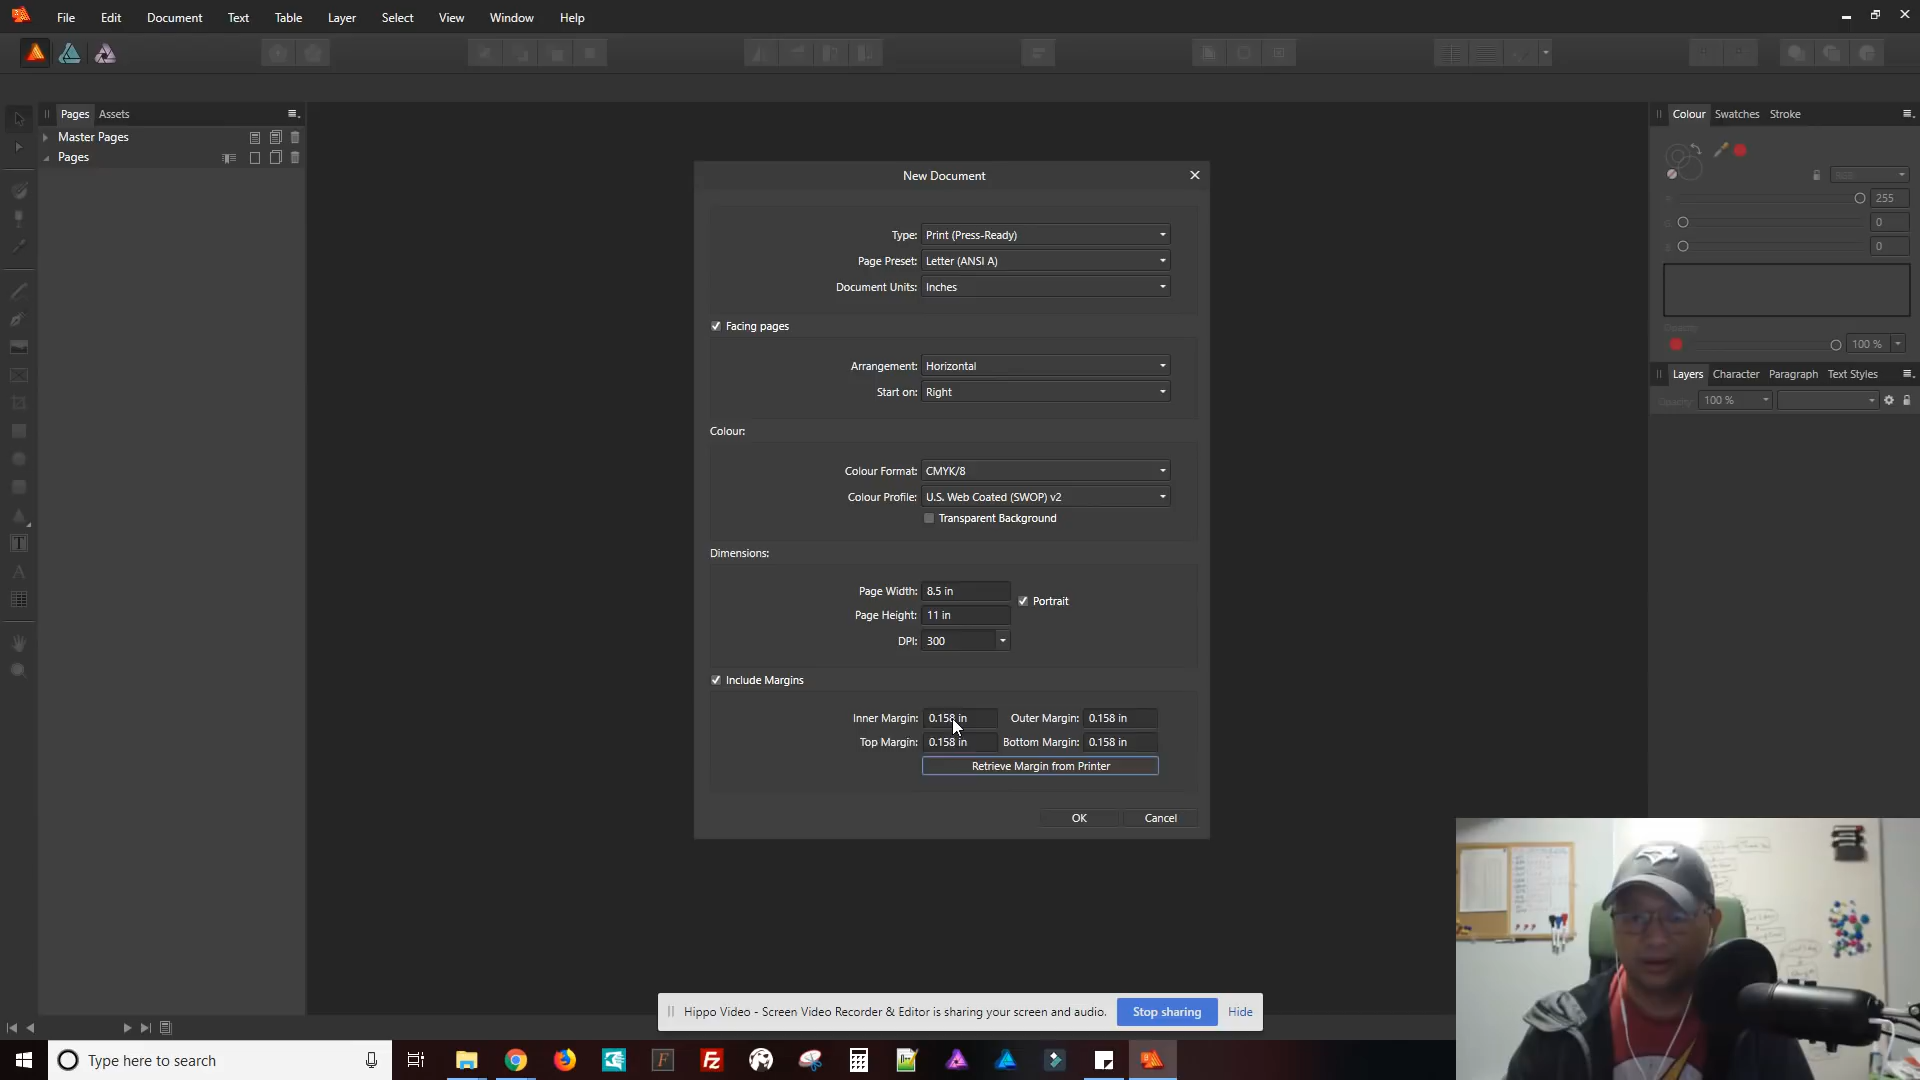 File Edit Document Text Table Layer Select View Window Help
Pages Assets
Master Pages
Pages
Colour Swatches Stroke
255
0
0
Opacity:
100 %
Layers Character Paragraph Text Styles
Opacity: 100 %
New Document
Type: Print (Press-Ready)
Page Preset: Letter (ANSI A)
Document Units: Inches
Facing pages
Arrangement: Horizontal
Start on: Right
Colour:
Colour Format: CMYK/8
Colour Profile: U.S. Web Coated (SWOP) v2
Transparent Background
Dimensions:
Page Width: 8.5 in
Portrait
Page Height: 11 in
DPI: 300
Include Margins
Inner Margin: 0.158 in Outer Margin: 0.158 in
Top Margin: 0.158 in Bottom Margin: 0.158 in
Retrieve Margin from Printer
OK Cancel
Hippo Video - Screen Video Recorder & Editor is sharing your screen and audio. Stop sharing Hide
Type here to search